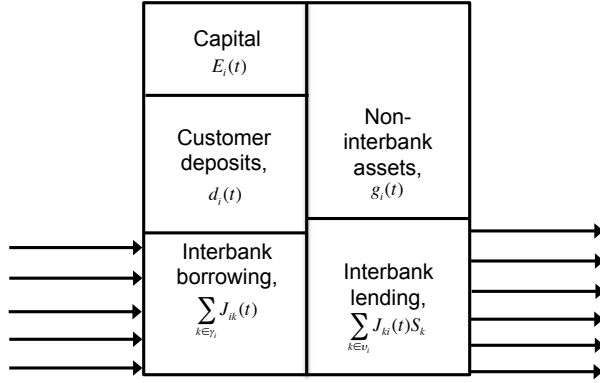 Capital
E_i(t)
Customer
deposits,
d_i(t)
Interbank
borrowing,
∑_{k∈γ_i} J_{ik}(t)
Non-
interbank
assets,
g_i(t)
Interbank
lending,
∑_{k∈υ_i} J_{ki}(t)S_k